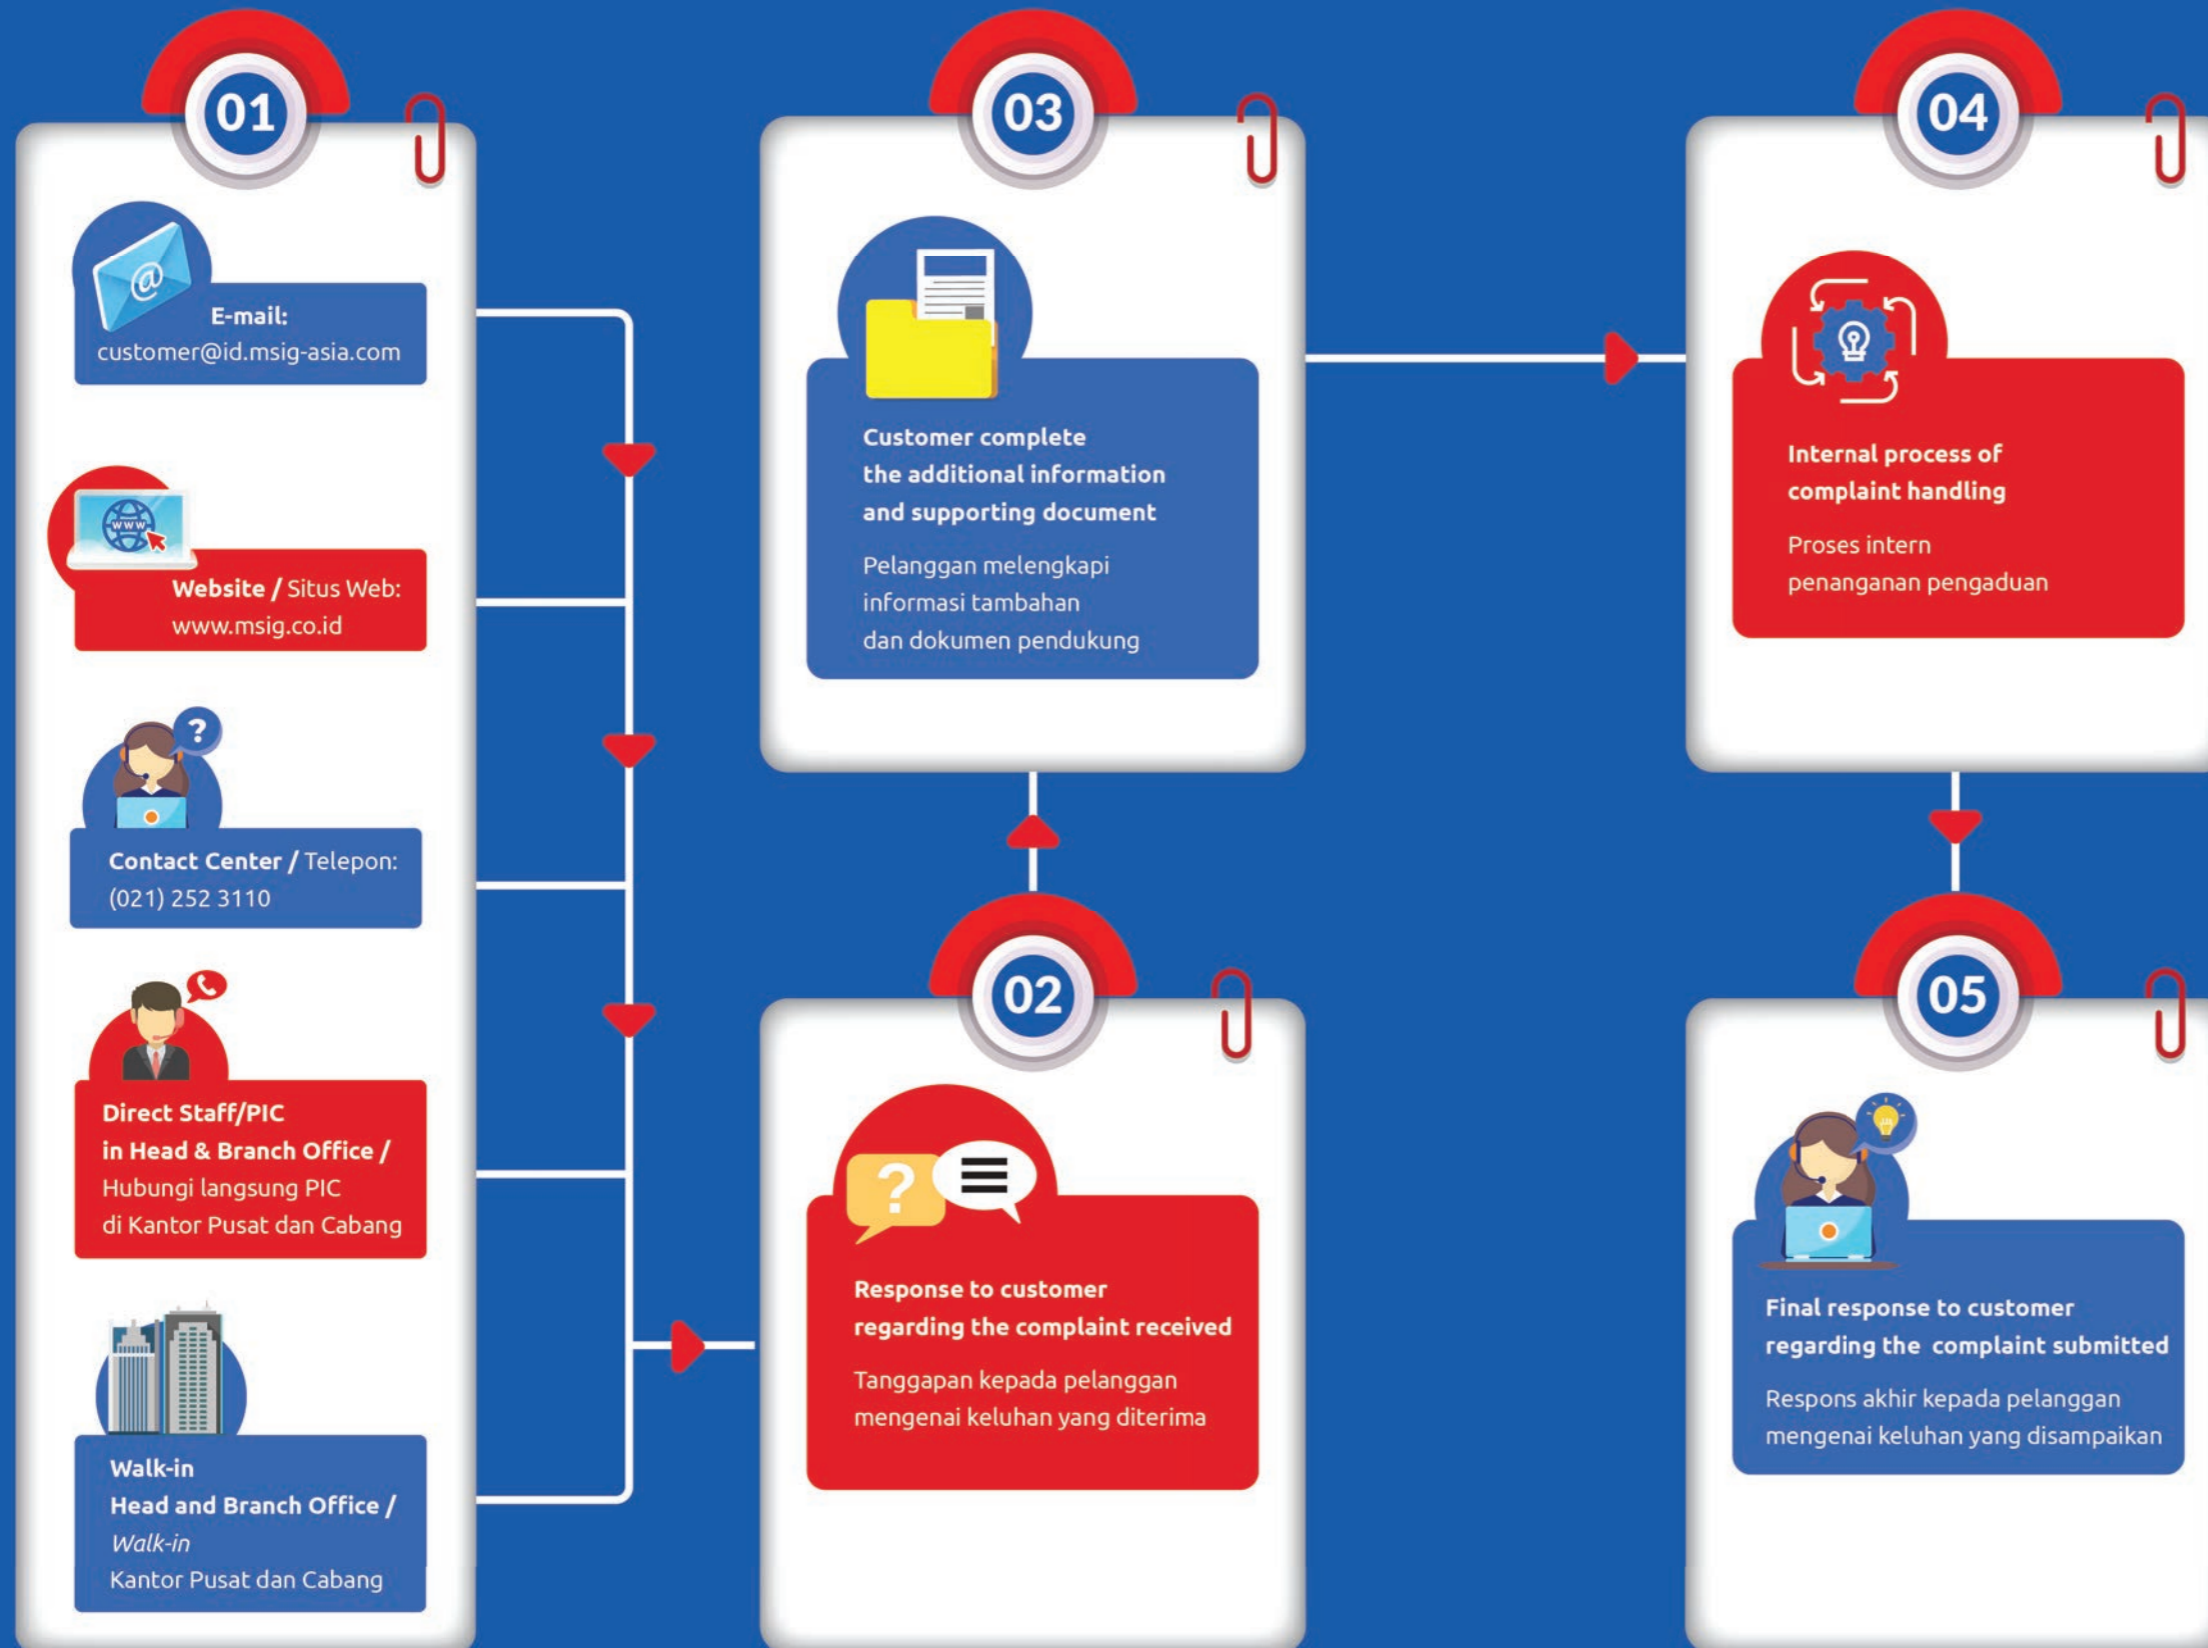 01
@
E-mail:
customer@id.msig-asia.com
www
Website / Situs Web:
www.msig.co.id
?
Contact Center / Telepon:
(021) 252 3110
Direct Staff/PIC
in Head & Branch Office /
Hubungi langsung PIC
di Kantor Pusat dan Cabang
Walk-in
Head and Branch Office /
Walk-in
Kantor Pusat dan Cabang
02
?
Response to customer
regarding the complaint received
Tanggapan kepada pelanggan
mengenai keluhan yang diterima
03
Customer complete
the additional information
and supporting document
Pelanggan melengkapi
informasi tambahan
dan dokumen pendukung
04
Internal process of
complaint handling
Proses intern
penanganan pengaduan
05
Final response to customer
regarding the complaint submitted
Respons akhir kepada pelanggan
mengenai keluhan yang disampaikan